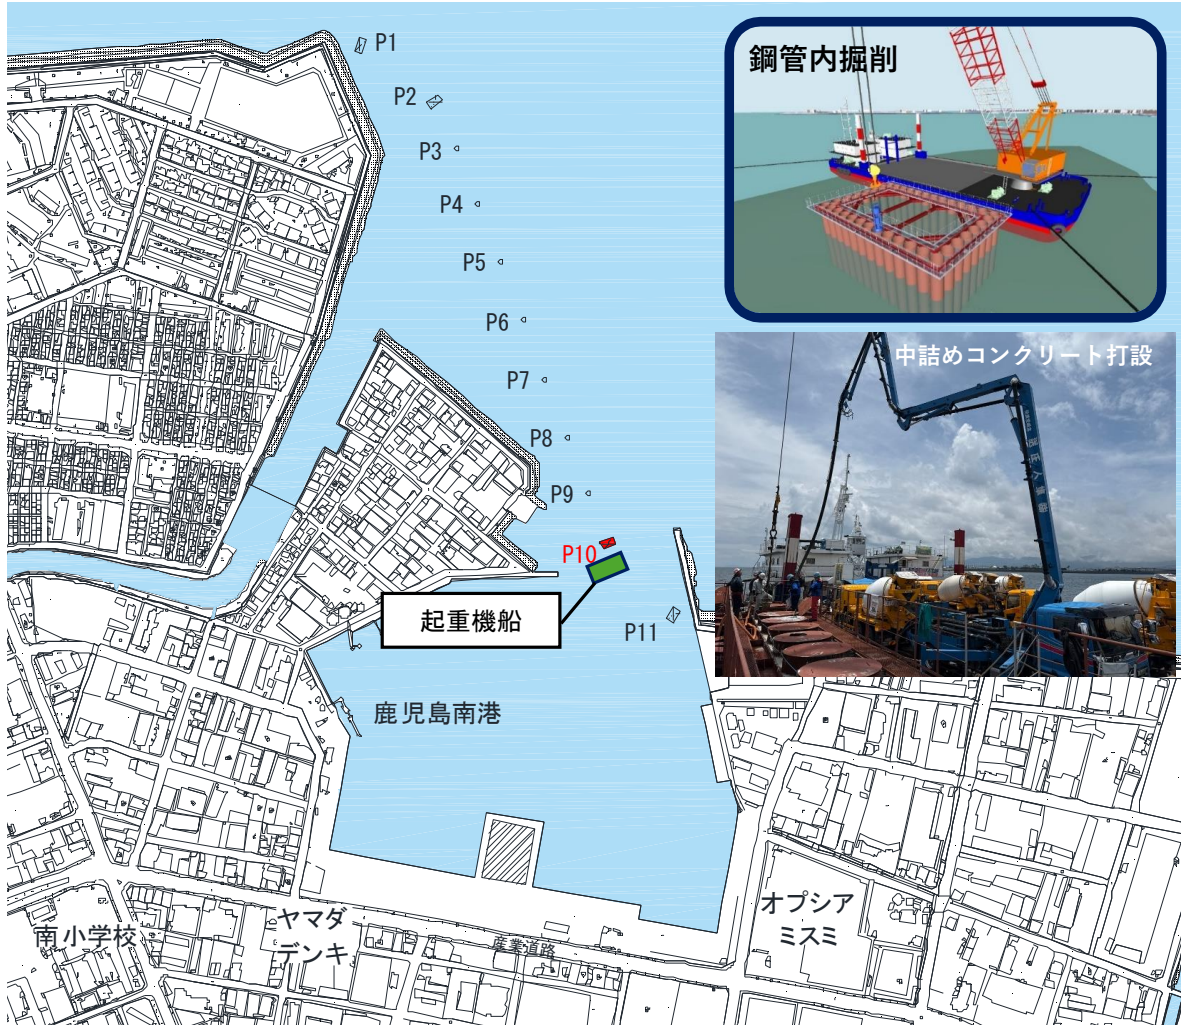 P1
P2
P3
P4
P5
P6
P7
P8
P9
P10
P11
起重機船
鋼管内掘削
中詰めコンクリート打設
鹿児島南港
南小学校
ヤマダ
デンキ
産業道路
オプシア
ミスミ